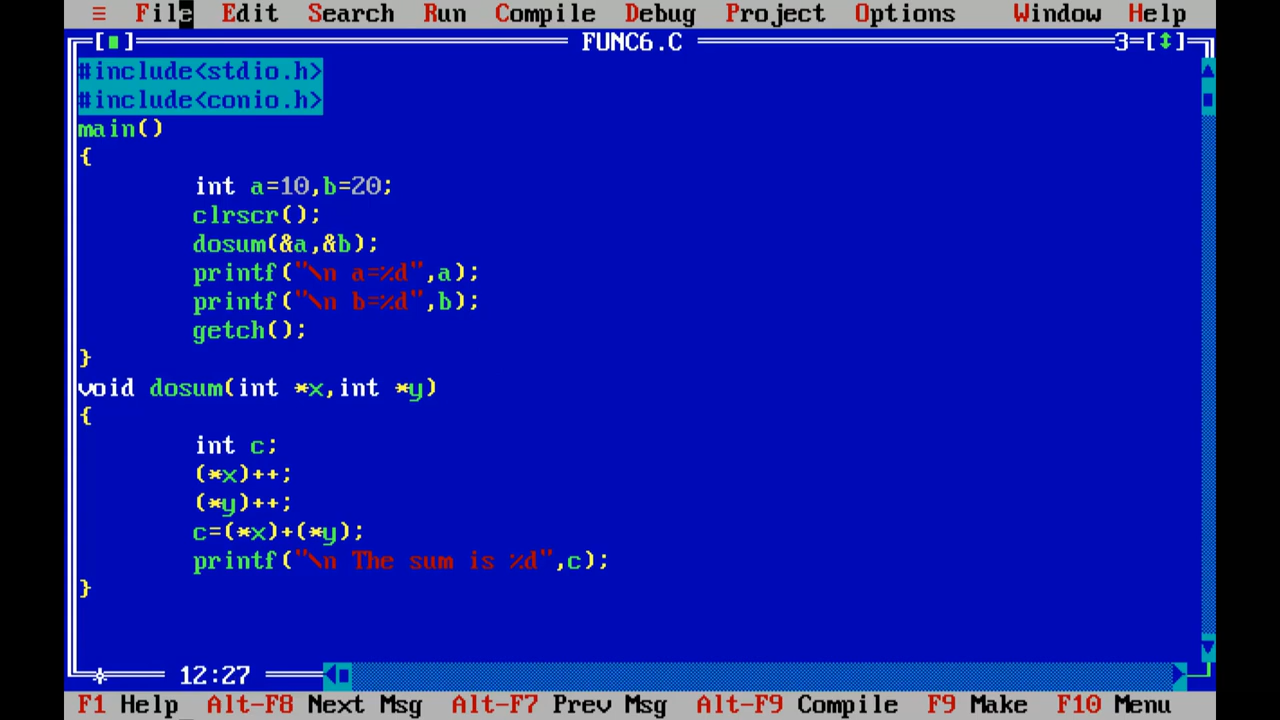 ≡ File Edit Search Run Compile Debug Project Options Window Help
[■] FUNC6.C 3=[↕]
#include<stdio.h>
#include<conio.h>
main()
{
int a=10,b=20;
clrscr();
dosum(&a,&b);
printf("\n a=%d",a);
printf("\n b=%d",b);
getch();
}
void dosum(int *x,int *y)
{
int c;
(*x)++;
(*y)++;
c=(*x)+(*y);
printf("\n The sum is %d",c);
}
12:27
F1 Help Alt-F8 Next Msg Alt-F7 Prev Msg Alt-F9 Compile F9 Make F10 Menu